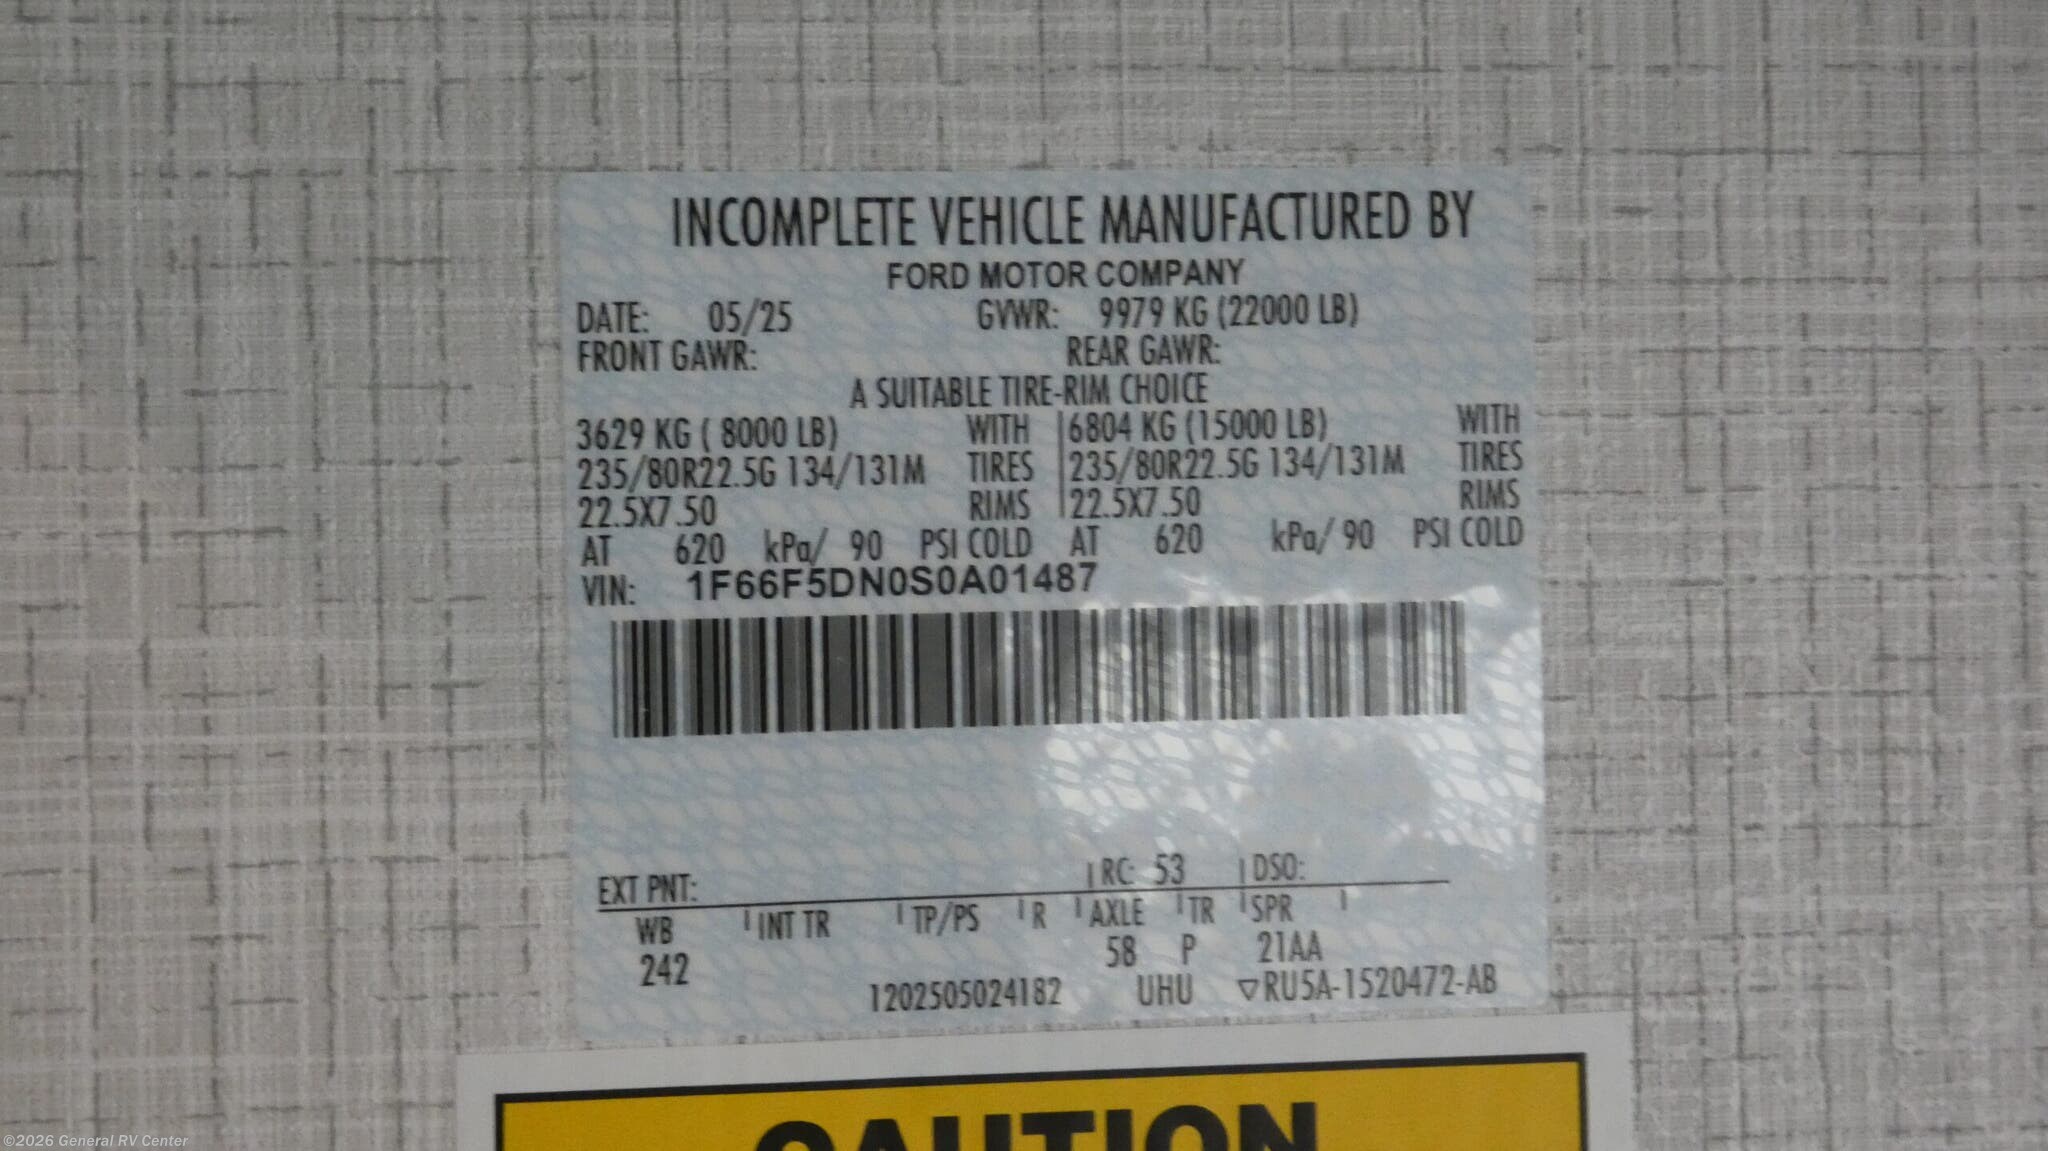 INCOMPLETE VEHICLE MANUFACTURED BY
FORD MOTOR COMPANY
DATE: 05/25 GVWR: 9979 KG (22000 LB)
FRONT GAWR: REAR GAWR:
A SUITABLE TIRE-RIM CHOICE
3629 KG ( 8000 LB) WITH 6804 KG (15000 LB) WITH
235/80R22.5G 134/131M TIRES 235/80R22.5G 134/131M TIRES
22.5X7.50 RIMS 22.5X7.50 RIMS
AT 620 kPa/ 90 PSI COLD AT 620 kPa/ 90 PSI COLD
VIN: 1F66F5DN0S0A01487
EXT PNT: RC: 53 DSO:
WB INT TR TP/PS R AXLE TR SPR
242 58 P 21AA
1202505024182 UHU ▽RU5A-1520472-AB
CAUTION
©2026 General RV Center